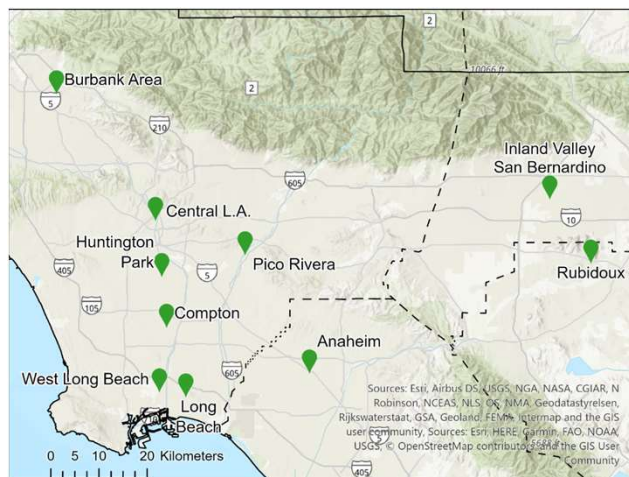 2
10066 ft
Burbank Area
5
2
210
Inland Valley
San Bernardino
605
Central L.A.
10
Huntington
Park
Pico Rivera
Rubidoux
405
5
105
Compton
Anaheim
605
West Long Beach
Long
Beach
Sources: Esri, Airbus DS, USGS, NGA, NASA, CGIAR, N
Robinson, NCEAS, NLS, OS, NMA, Geodatastyrelsen,
Rijkswaterstaat, GSA, Geoland, FEMA, Intermap and the GIS
user community, Sources: Esri, HERE, Garmin, FAO, NOAA,
USGS, © OpenStreetMap contributors, and the GIS User
Community
5
405
0 5 10 20 Kilometers